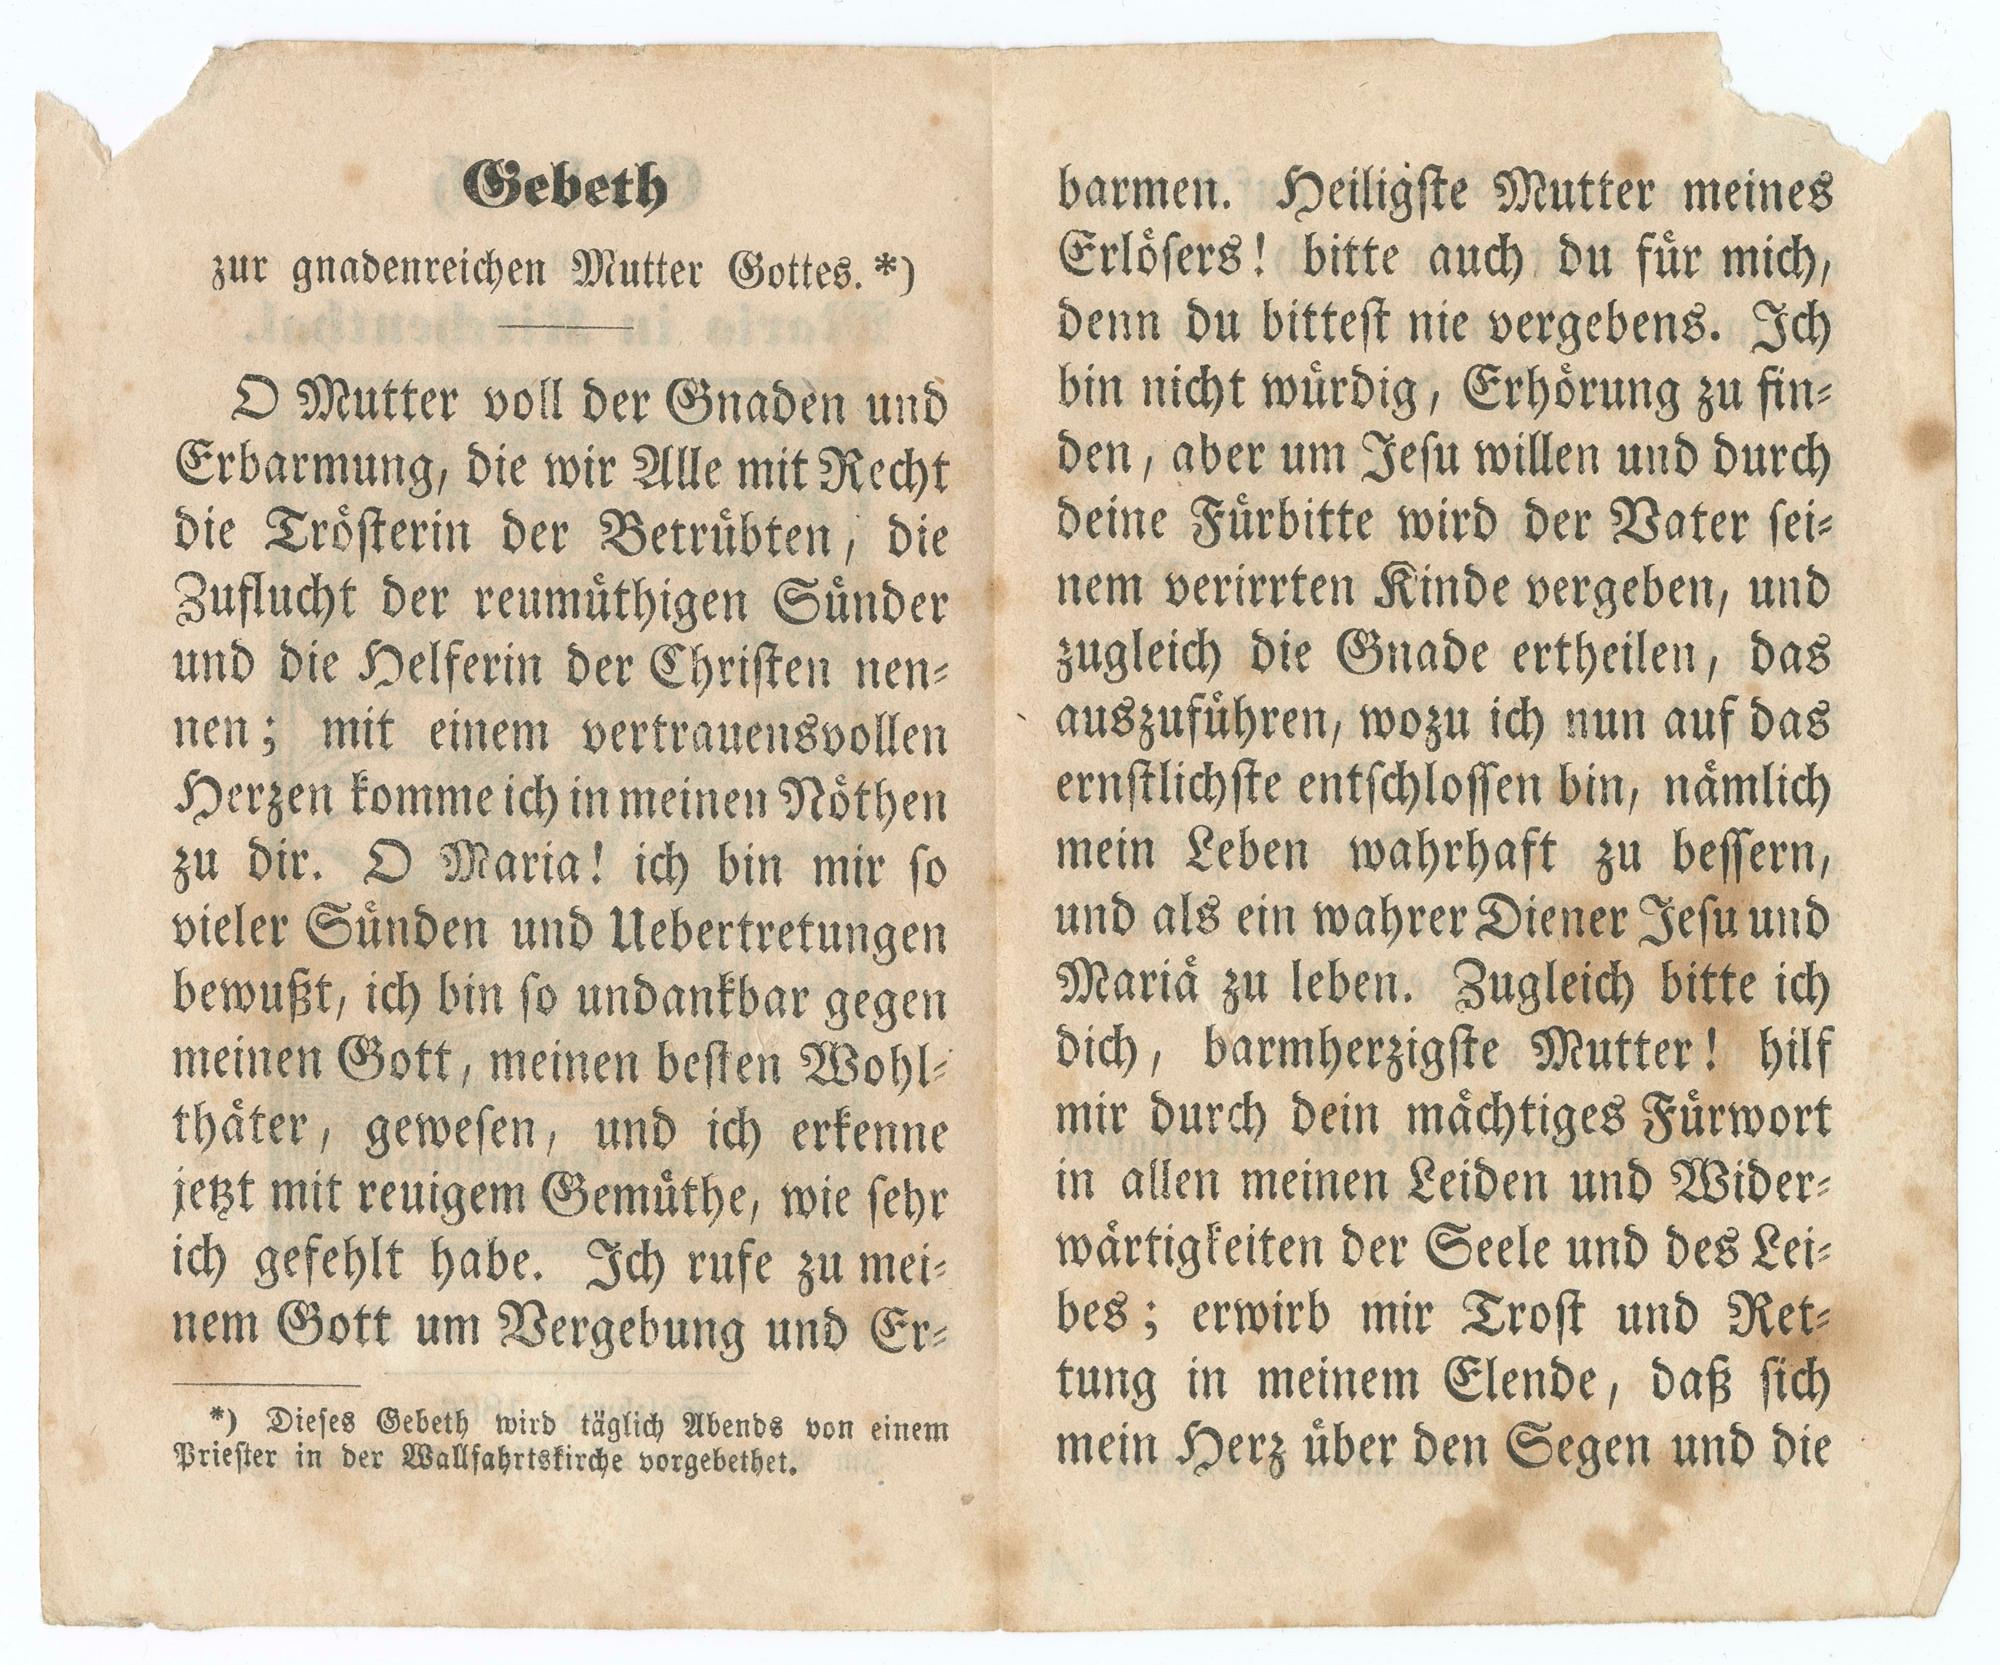 Gebeth
zur gnadenreichen Mutter Gottes.*)
O Mutter voll der Gnaden und
Erbarmung, die wir Alle mit Recht
die Trösterin der Betrübten, die
Zuflucht der reumüthigen Sünder
und die Helferin der Christen nen-
nen; mit einem vertrauensvollen
Herzen komme ich in meinen Nöthen
zu dir. O Maria! ich bin mir so
vieler Sünden und Uebertretungen
bewußt, ich bin so undankbar gegen
meinen Gott, meinen besten Wohl-
thäter, gewesen, und ich erkenne
jetzt mit reuigem Gemüthe, wie sehr
ich gefehlt habe. Ich rufe zu mei-
nem Gott um Vergebung und Er-
*) Dieses Gebeth wird täglich Abends von einem
Priester in der Wallfahrtskirche vorgebethet.
barmen. Heiligste Mutter meines
Erlösers! bitte auch du für mich,
denn du bittest nie vergebens. Ich
bin nicht würdig, Erhörung zu fin-
den, aber um Jesu willen und durch
deine Fürbitte wird der Vater sei-
nem verirrten Kinde vergeben, und
zugleich die Gnade ertheilen, das
auszuführen, wozu ich nun auf das
ernstlichste entschlossen bin, nämlich
mein Leben wahrhaft zu bessern,
und als ein wahrer Diener Jesu und
Mariä zu leben. Zugleich bitte ich
dich, barmherzigste Mutter! hilf
mir durch dein mächtiges Fürwort
in allen meinen Leiden und Wider-
wärtigkeiten der Seele und des Lei-
bes; erwirb mir Trost und Ret-
tung in meinem Elende, daß sich
mein Herz über den Segen und die